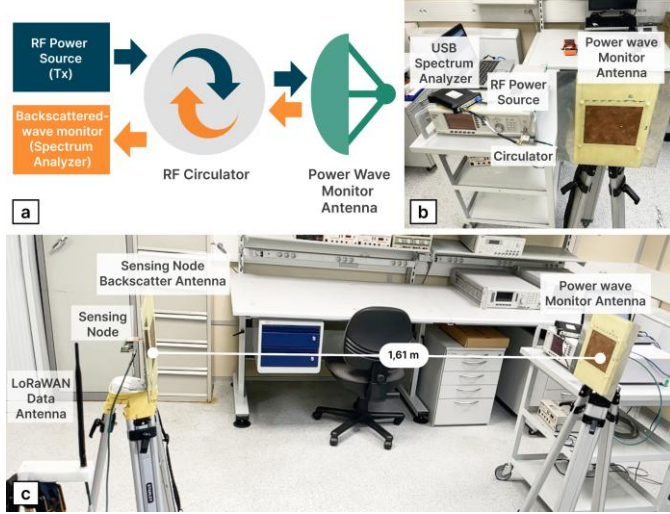 RF Power
Source
(Tx)
Backscattered-
wave monitor
(Spectrum
Analyzer)
RF Circulator
Power Wave
Monitor
Antenna
a
USB
Spectrum
Analyzer
RF Power
Source
Circulator
Power wave
Monitor
Antenna
b
Sensing Node
Backscatter Antenna
Sensing
Node
LoRaWAN
Data
Antenna
1,61 m
Power wave
Monitor Antenna
c